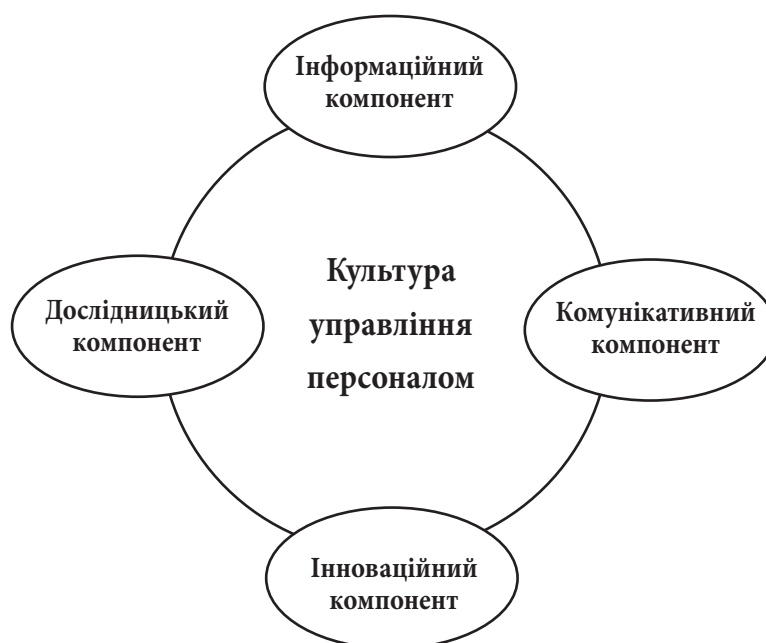 Інформаційний
компонент
Культура
управління
персоналом
Дослідницький
компонент
Комунікативний
компонент
Інноваційний
компонент